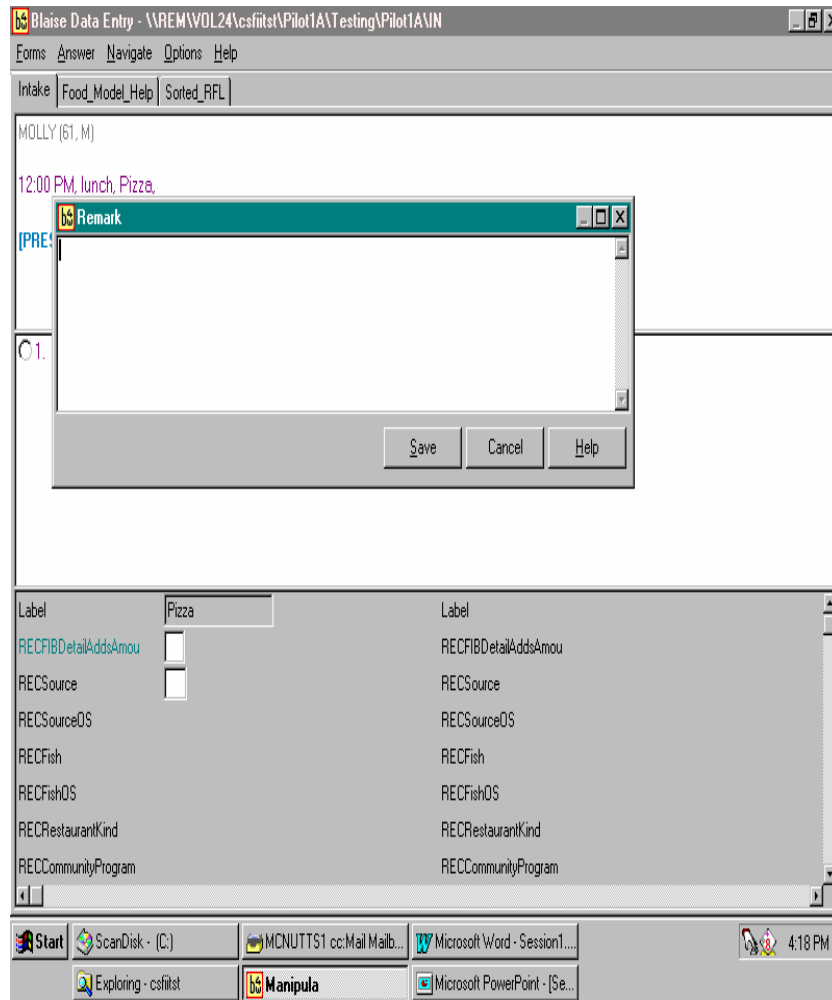 Blaise Data Entry - \\REM\VOL24\csfiitst\Pilot1A\Testing\Pilot1A\IN
Forms Answer Navigate Options Help
Intake Food_Model_Help Sorted_RFL
MOLLY (61, M)
12:00 PM, lunch, Pizza,
Remark
[PRES
1.
Save Cancel Help
Label Pizza Label
RECFIBDetailAddsAmou RECFIBDetailAddsAmou
RECSource RECSource
RECSourceOS RECSourceOS
RECFish RECFish
RECFishOS RECFishOS
RECRestaurantKind RECRestaurantKind
RECCommunityProgram RECCommunityProgram
Start ScanDisk - (C:) MCNUTTS1 cc:Mail Mailb... Microsoft Word - Session1.... 4:18 PM
Exploring - csfiitst Manipula Microsoft PowerPoint - [Se...